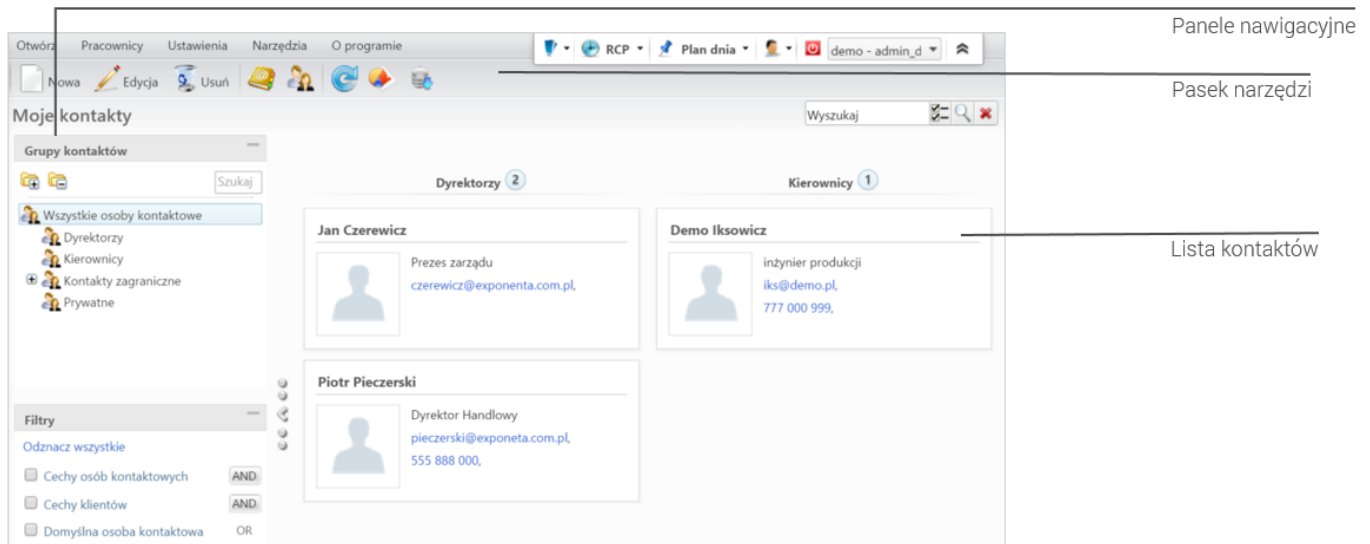 Panele nawigacyjne
Otwórz Pracownicy Ustawienia Narzędzia O programie RCP Plan dnia demo - admin_d
Nowa Edycja Usuń
Pasek narzędzi
Moje kontakty Wyszukaj
Grupy kontaktów
Szukaj
Dyrektorzy 2 Kierownicy 1
Wszystkie osoby kontaktowe
Dyrektorzy
Kierownicy
Kontakty zagraniczne
Prywatne
Jan Czerewicz
Prezes zarządu
czerewicz@exponenta.com.pl,
Demo Iksowicz
inżynier produkcji
iks@demo.pl,
777 000 999,
Lista kontaktów
Piotr Pieczerski
Dyrektor Handlowy
pieczerski@exponeta.com.pl,
555 888 000,
Filtry
Odznacz wszystkie
Cechy osób kontaktowych AND
Cechy klientów AND
Domyślna osoba kontaktowa OR